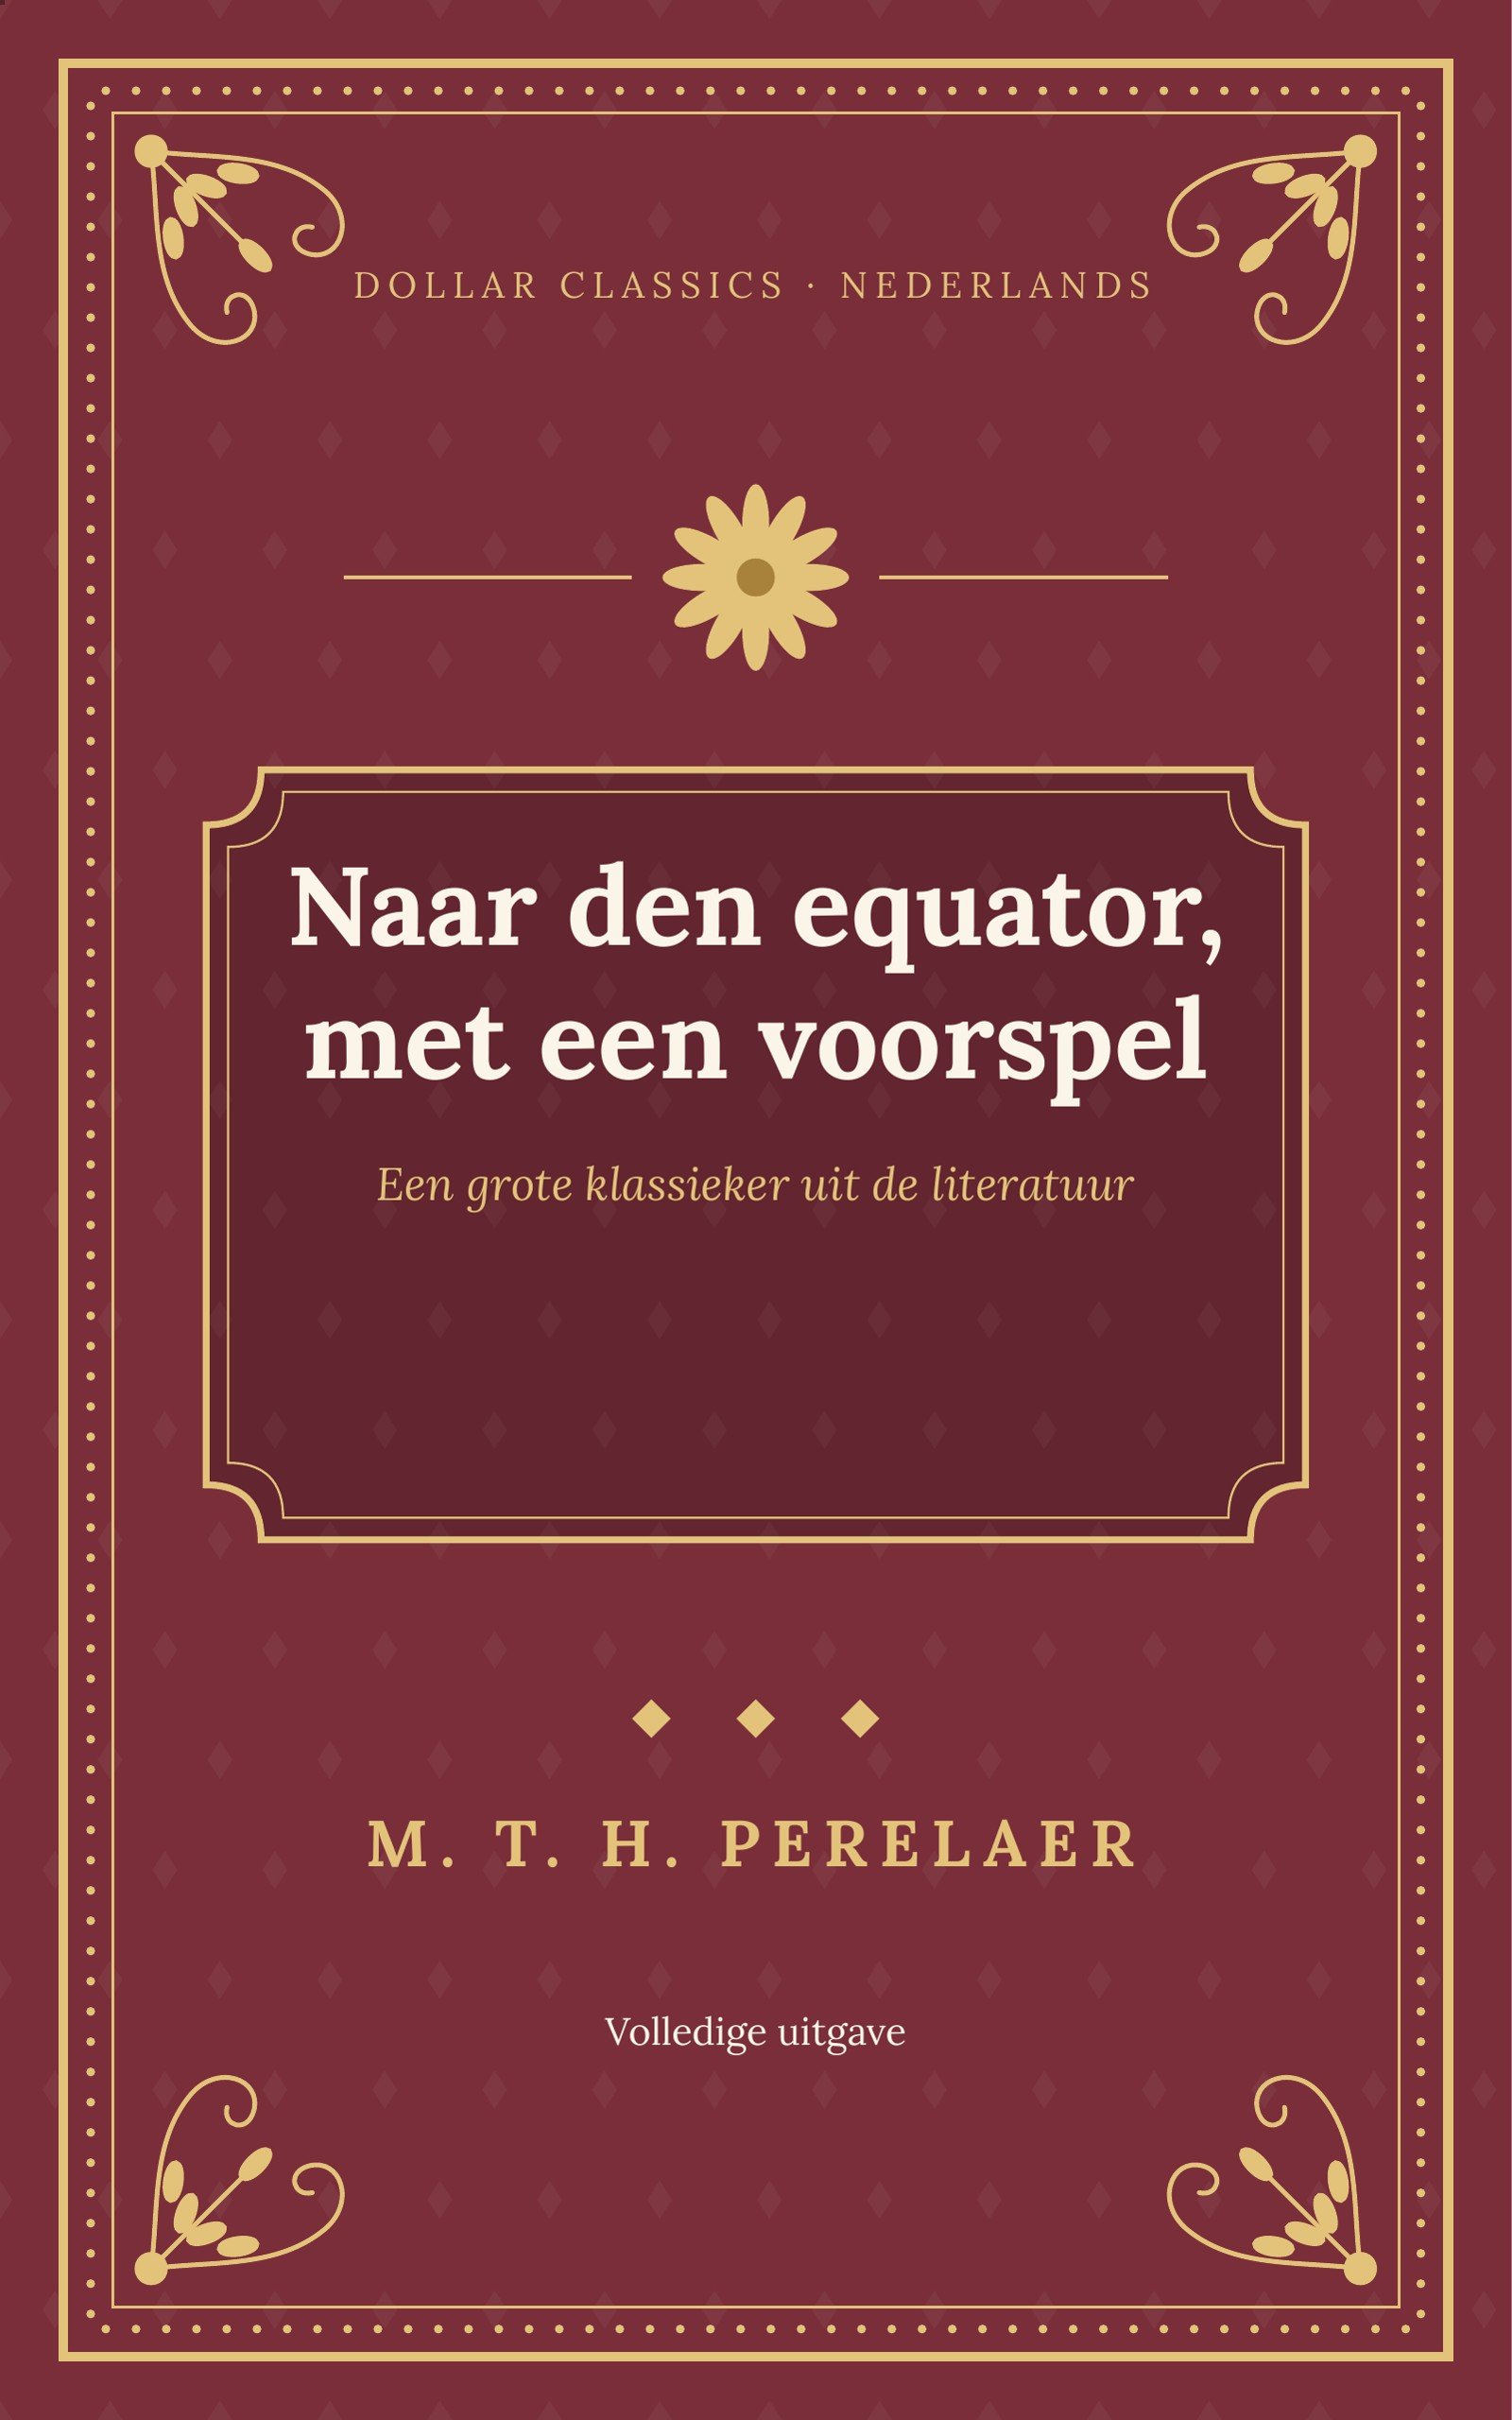 DOLLAR CLASSICS · NEDERLANDS
Naar den equator,
met een voorspel
Een grote klassieker uit de literatuur
M. T. H. PERELAER
Volledige uitgave